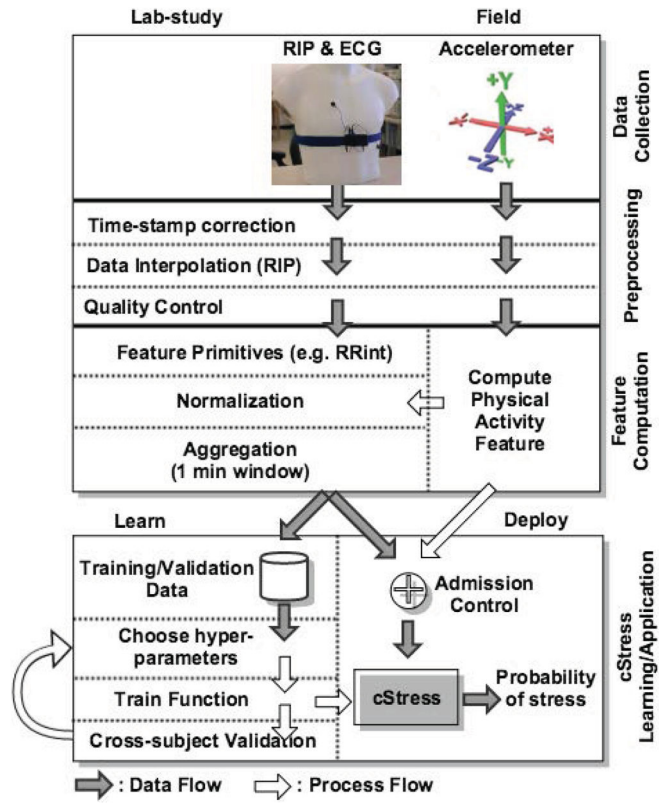 Lab-study
Field
RIP & ECG
Accelerometer
+Y
-X
+X
-Z
-Y
Data
Collection
Time-stamp correction
Data Interpolation (RIP)
Quality Control
Preprocessing
Feature Primitives (e.g. RRint)
Normalization
Aggregation
(1 min window)
Compute
Physical
Activity
Feature
Feature
Computation
Learn
Deploy
Training/Validation
Data
Choose hyper-
parameters
Train Function
Cross-subject Validation
Admission
Control
cStress
Probability
of stress
cStress
Learning/Application
: Data Flow
: Process Flow